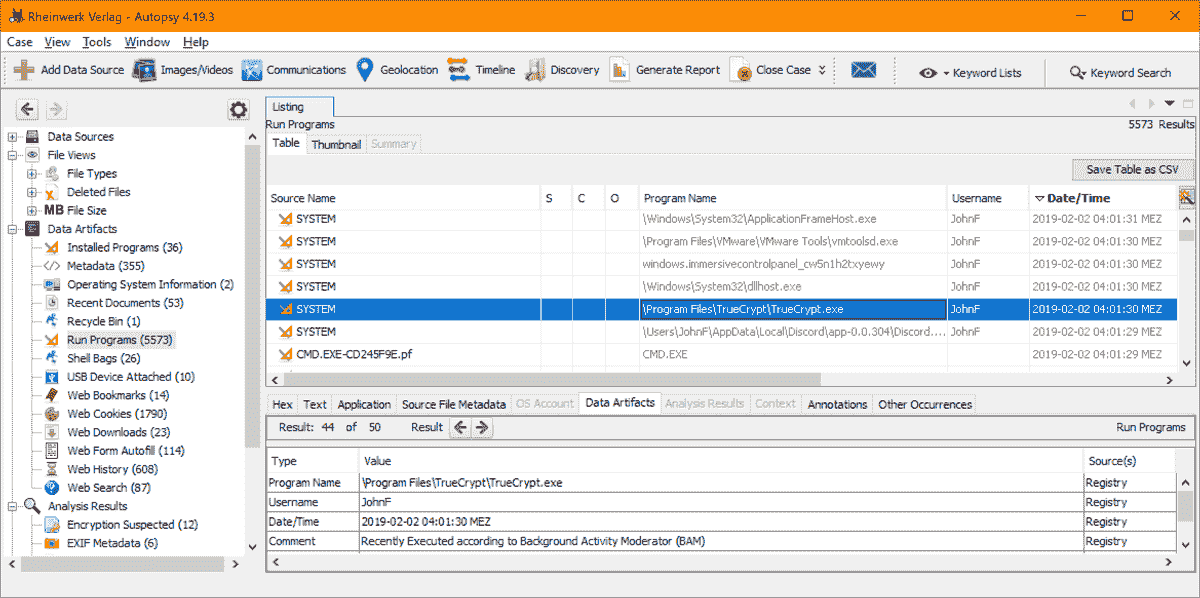 Rheinwerk Verlag - Autopsy 4.19.3
Case View Tools Window Help
Add Data Source Images/Videos Communications Geolocation Timeline Discovery Generate Report Close Case Keyword Lists Keyword Search
Listing
Run Programs 5573 Results
Table Thumbnail Summary
Save Table as CSV
Source Name S C O Program Name Username Date/Time
SYSTEM \Windows\System32\ApplicationFrameHost.exe JohnF 2019-02-02 04:01:31 MEZ
SYSTEM \Program Files\VMware\VMware Tools\vmtoolsd.exe JohnF 2019-02-02 04:01:30 MEZ
SYSTEM windows.immersivecontrolpanel_cw5n1h2txyewy JohnF 2019-02-02 04:01:30 MEZ
SYSTEM \Windows\System32\dllhost.exe JohnF 2019-02-02 04:01:30 MEZ
SYSTEM \Program Files\TrueCrypt\TrueCrypt.exe JohnF 2019-02-02 04:01:30 MEZ
SYSTEM \Users\JohnF\AppData\Local\Discord\app-0.0.304\Discord.... JohnF 2019-02-02 04:01:29 MEZ
CMD.EXE-CD245F9E.pf CMD.EXE 2019-02-02 04:01:29 MEZ
Data Sources
File Views
File Types
Deleted Files
MB File Size
Data Artifacts
Installed Programs (36)
Metadata (355)
Operating System Information (2)
Recent Documents (53)
Recycle Bin (1)
Run Programs (5573)
Shell Bags (26)
USB Device Attached (10)
Web Bookmarks (14)
Web Cookies (1790)
Web Downloads (23)
Web Form Autofill (114)
Web History (608)
Web Search (87)
Analysis Results
Encryption Suspected (12)
EXIF Metadata (6)
Hex Text Application Source File Metadata OS Account Data Artifacts Analysis Results Context Annotations Other Occurrences
Result: 44 of 50 Result Run Programs
Type Value Source(s)
Program Name \Program Files\TrueCrypt\TrueCrypt.exe Registry
Username JohnF Registry
Date/Time 2019-02-02 04:01:30 MEZ Registry
Comment Recently Executed according to Background Activity Moderator (BAM) Registry